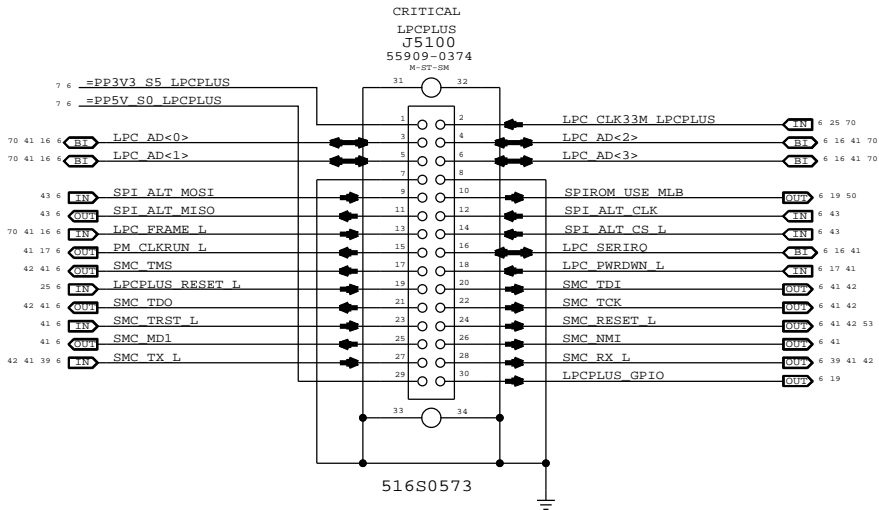 CRITICAL
LPCPLUS
J5100
55909-0374
M-ST-SM
31 32
7 6 =PP3V3_S5_LPCPLUS
7 6 =PP5V_S0_LPCPLUS
1 2 LPC_CLK33M_LPCPLUS IN 6 25 70
70 41 16 6 BI LPC_AD<0> 3 4 LPC_AD<2> BI 6 16 41 70
70 41 16 6 BI LPC_AD<1> 5 6 LPC_AD<3> BI 6 16 41 70
7 8
43 6 IN SPI_ALT_MOSI 9 10 SPIROM_USE_MLB OUT 6 19 50
43 6 OUT SPI_ALT_MISO 11 12 SPI_ALT_CLK IN 6 43
70 41 16 6 IN LPC_FRAME_L 13 14 SPI_ALT_CS_L IN 6 43
41 17 6 OUT PM_CLKRUN_L 15 16 LPC_SERIRQ BI 6 16 41
42 41 6 OUT SMC_TMS 17 18 LPC_PWRDWN_L IN 6 17 41
25 6 IN LPCPLUS_RESET_L 19 20 SMC_TDI OUT 6 41 42
42 41 6 OUT SMC_TDO 21 22 SMC_TCK OUT 6 41 42
41 6 IN SMC_TRST_L 23 24 SMC_RESET_L OUT 6 41 42 53
41 6 OUT SMC_MD1 25 26 SMC_NMI OUT 6 41
42 41 39 6 IN SMC_TX_L 27 28 SMC_RX_L OUT 6 39 41 42
29 30 LPCPLUS_GPIO OUT 6 19
33 34
516S0573